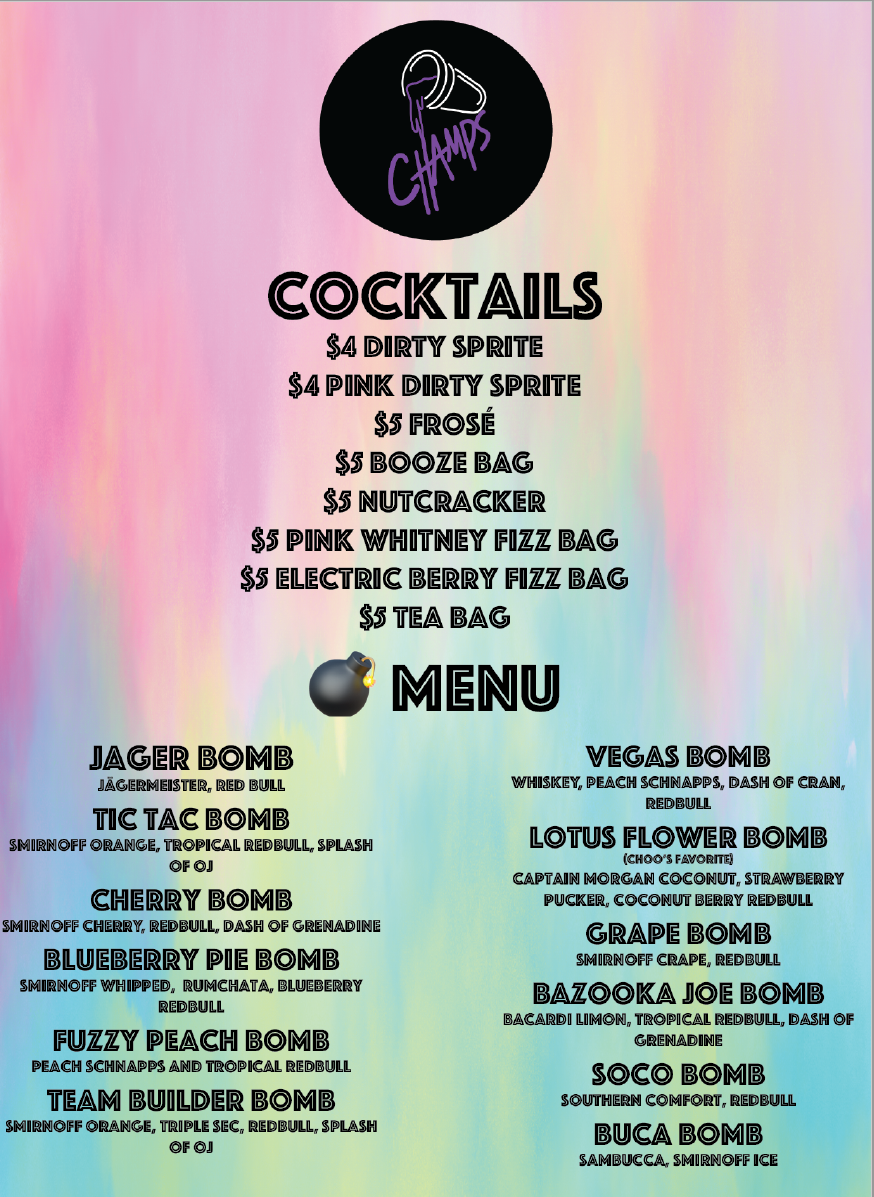 CHAMPS
COCKTAILS
$4 DIRTY SPRITE
$4 PINK DIRTY SPRITE
$5 FROSÉ
$5 BOOZE BAG
$5 NUTCRACKER
$5 PINK WHITNEY FIZZ BAG
$5 ELECTRIC BERRY FIZZ BAG
$5 TEA BAG
MENU
JAGER BOMB
JÄGERMEISTER, RED BULL
TIC TAC BOMB
SMIRNOFF ORANGE, TROPICAL REDBULL, SPLASH
OF OJ
CHERRY BOMB
SMIRNOFF CHERRY, REDBULL, DASH OF GRENADINE
BLUEBERRY PIE BOMB
SMIRNOFF WHIPPED, RUMCHATA, BLUEBERRY
REDBULL
FUZZY PEACH BOMB
PEACH SCHNAPPS AND TROPICAL REDBULL
TEAM BUILDER BOMB
SMIRNOFF ORANGE, TRIPLE SEC, REDBULL, SPLASH
OF OJ
VEGAS BOMB
WHISKEY, PEACH SCHNAPPS, DASH OF CRAN,
REDBULL
LOTUS FLOWER BOMB
(CHOO'S FAVORITE)
CAPTAIN MORGAN COCONUT, STRAWBERRY
PUCKER, COCONUT BERRY REDBULL
GRAPE BOMB
SMIRNOFF CRAPE, REDBULL
BAZOOKA JOE BOMB
BACARDI LIMON, TROPICAL REDBULL, DASH OF
GRENADINE
SOCO BOMB
SOUTHERN COMFORT, REDBULL
BUCA BOMB
SAMBUCCA, SMIRNOFF ICE